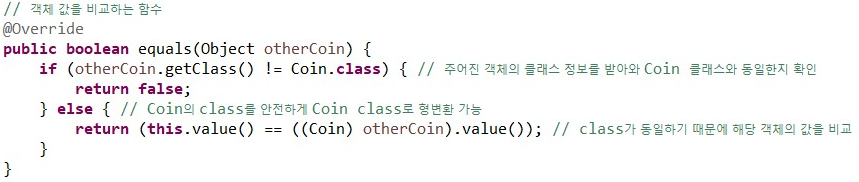 // 객체 값을 비교하는 함수
@Override
public boolean equals(Object otherCoin) {
    if (otherCoin.getClass() != Coin.class) { // 주어진 객체의 클래스 정보를 받아와 Coin 클래스와 동일한지 확인
        return false;
    } else { // Coin의 class를 안전하게 Coin class로 형변환 가능
        return (this.value() == ((Coin) otherCoin).value()); // class가 동일하기 때문에 해당 객체의 값을 비교
    }
}